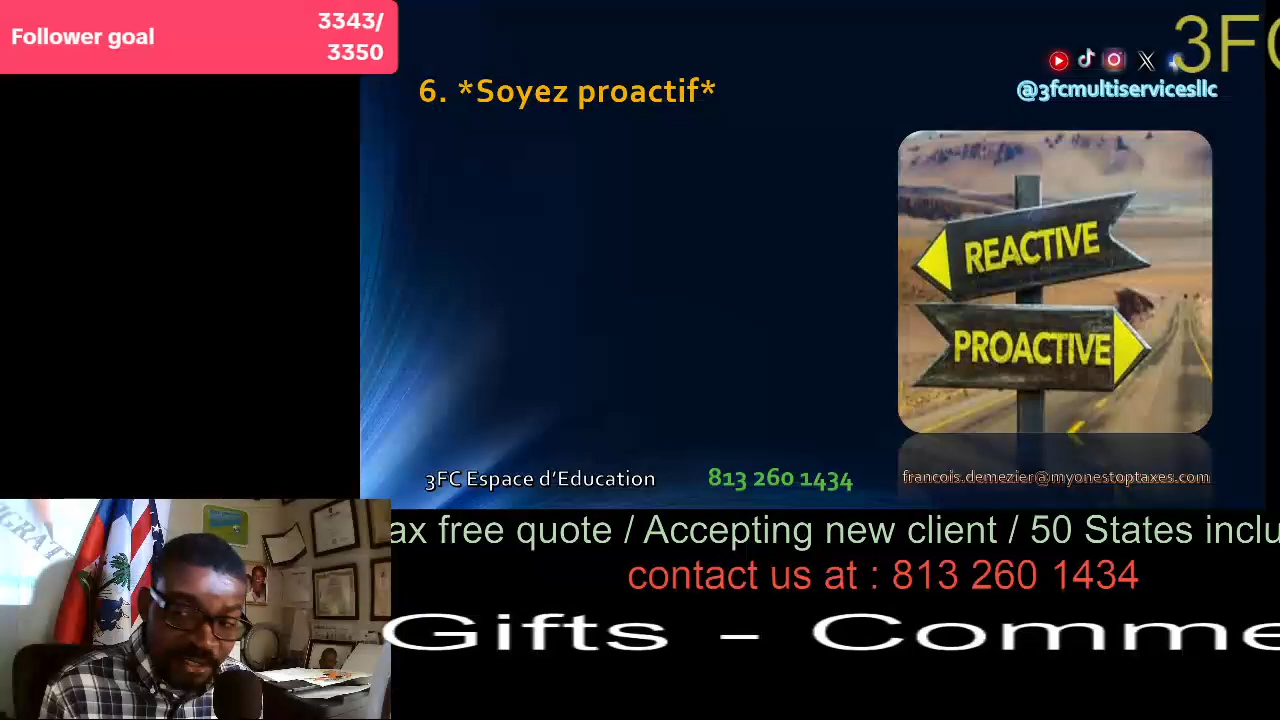 Follower goal
3343/
3350
3FC
6. *Soyez proactif*
@3fcmultiservicesllc
REACTIVE
PROACTIVE
3FC Espace d'Education
813 260 1434
francois.demezier@myonestoptaxes.com
ax free quote / Accepting new client / 50 States inclu
contact us at : 813 260 1434
Gifts - Comme